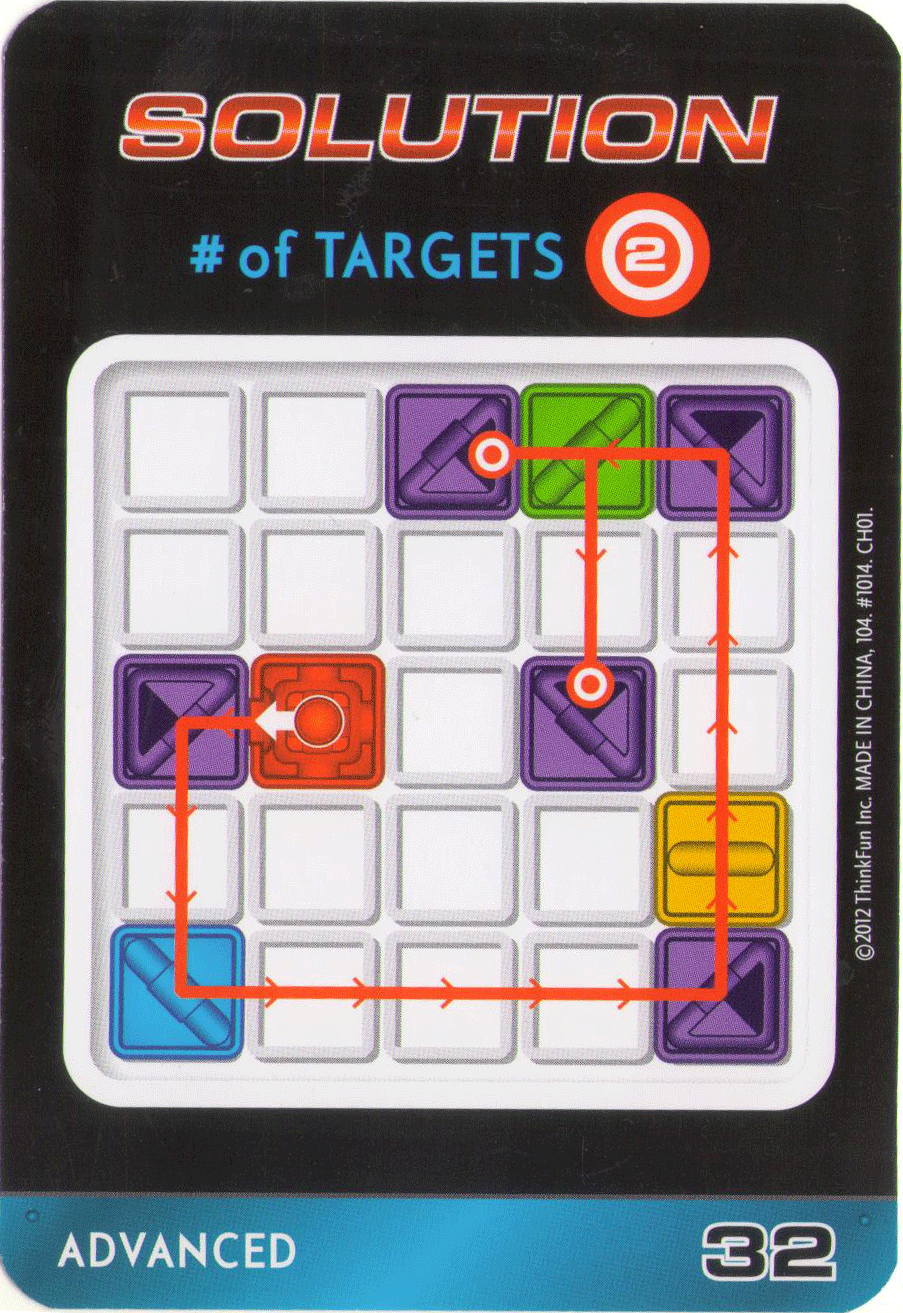 SOLUTION
# of TARGETS 2
©2012 ThinkFun Inc. MADE IN CHINA, 104. #1014. CH01.
ADVANCED 32